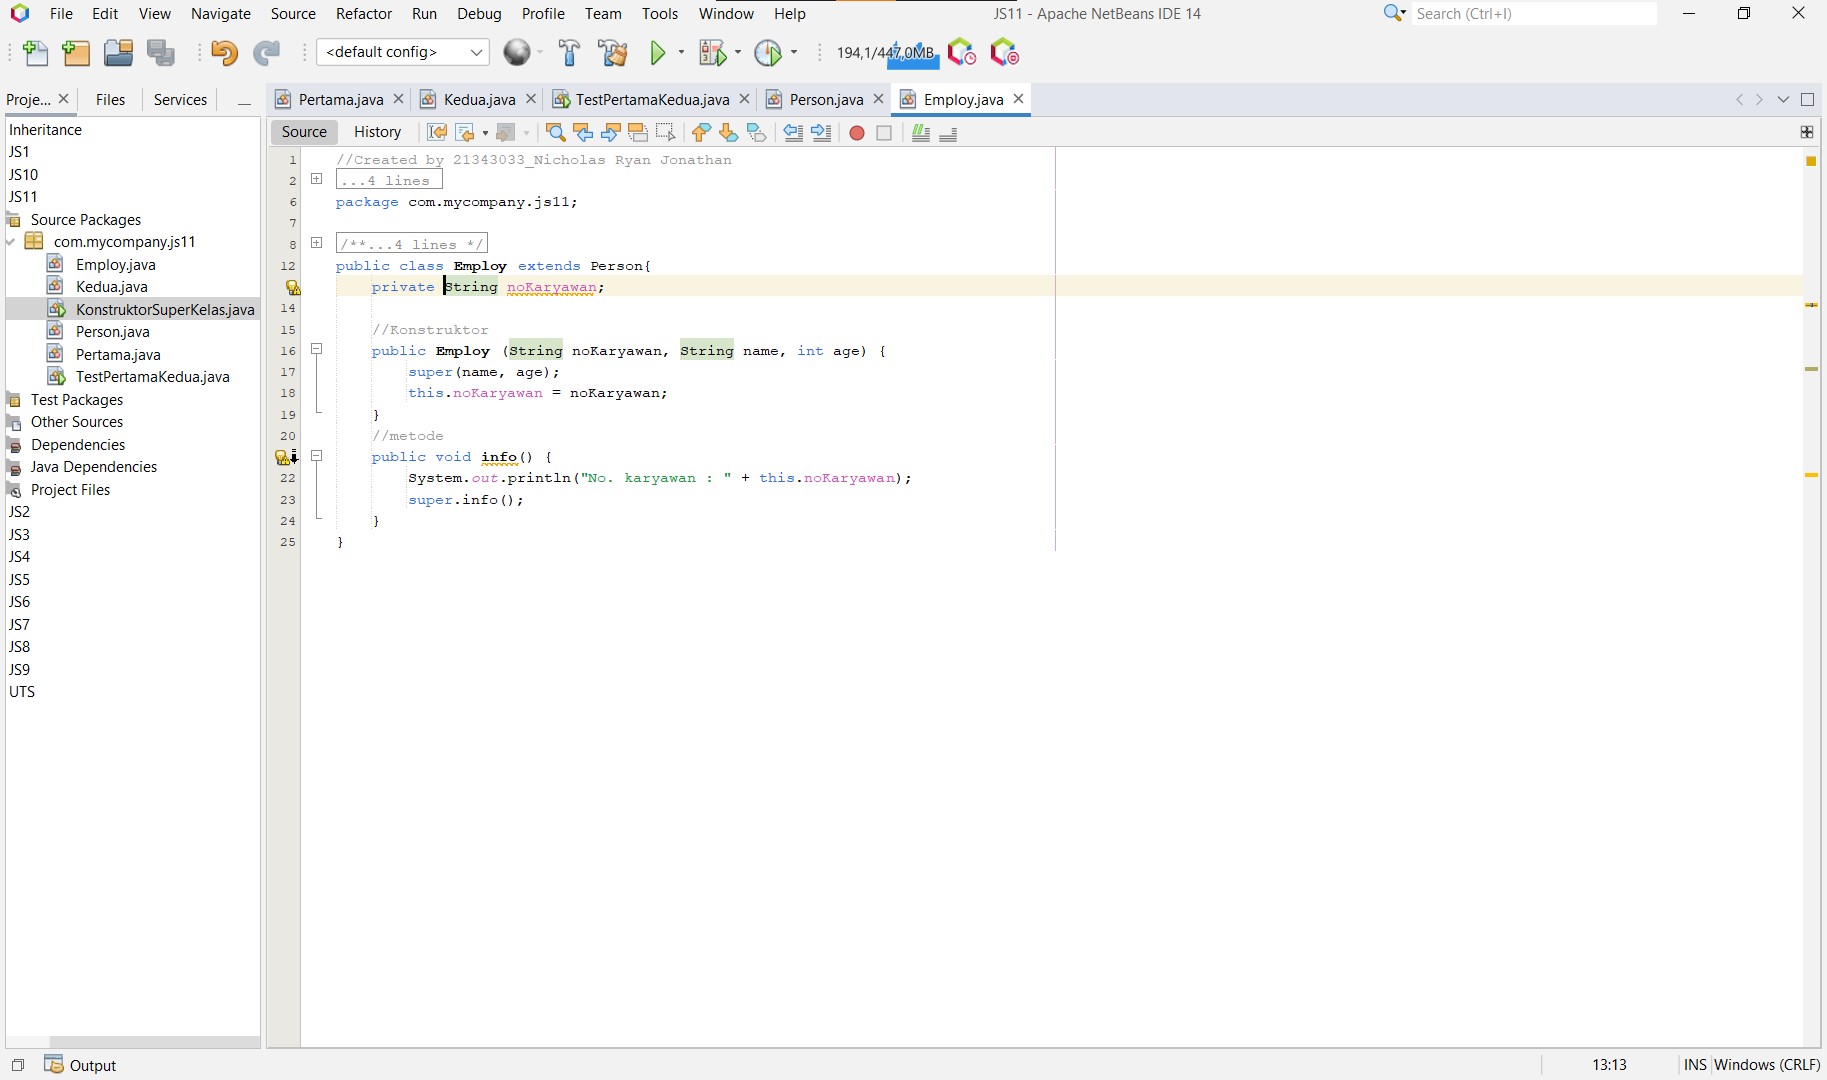 File Edit View Navigate Source Refactor Run Debug Profile Team Tools Window Help JS11 - Apache NetBeans IDE 14 Search (Ctrl+I)
<default config> 194,1/447,0MB
Proje... Files Services Pertama.java Kedua.java TestPertamaKedua.java Person.java Employ.java
Source History
Inheritance
JS1
JS10
JS11
Source Packages
com.mycompany.js11
Employ.java
Kedua.java
KonstruktorSuperKelas.java
Person.java
Pertama.java
TestPertamaKedua.java
Test Packages
Other Sources
Dependencies
Java Dependencies
Project Files
JS2
JS3
JS4
JS5
JS6
JS7
JS8
JS9
UTS
1 //Created by 21343033_Nicholas Ryan Jonathan
2 ...4 lines
6 package com.mycompany.js11;
7
8 /**...4 lines */
12 public class Employ extends Person{
private String noKaryawan;
14
15 //Konstruktor
16 public Employ (String noKaryawan, String name, int age) {
17 super(name, age);
18 this.noKaryawan = noKaryawan;
19 }
20 //metode
public void info() {
22 System.out.println("No. karyawan : " + this.noKaryawan);
23 super.info();
24 }
25 }
Output 13:13 INS Windows (CRLF)